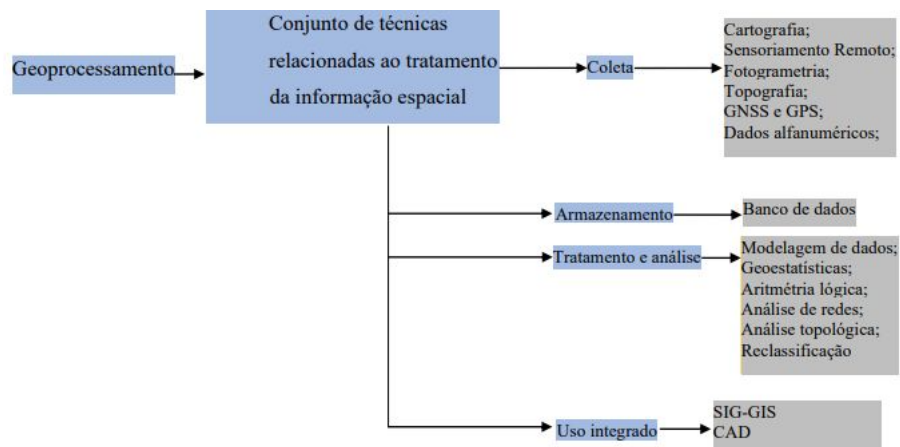 Geoprocessamento
Conjunto de técnicas
relacionadas ao tratamento
da informação espacial
Coleta
Cartografia;
Sensoriamento Remoto;
Fotogrametria;
Topografia;
GNSS e GPS;
Dados alfanuméricos;
Armazenamento
Banco de dados
Tratamento e análise
Modelagem de dados;
Geoestatísticas;
Aritmétria lógica;
Análise de redes;
Análise topológica;
Reclassificação
Uso integrado
SIG-GIS
CAD